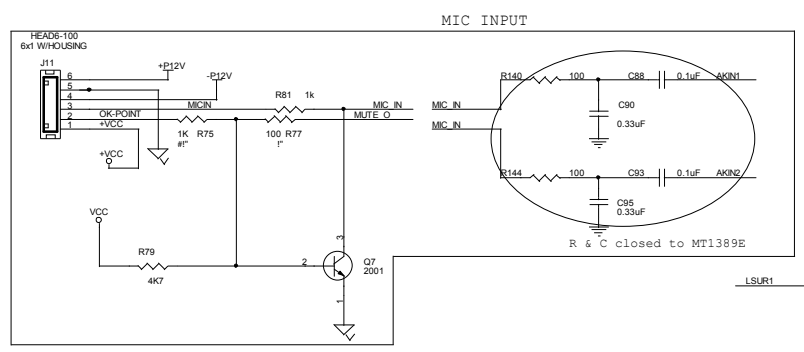 MIC INPUT
HEAD6-100
6x1 W/HOUSING
J11
+P12V
-P12V
6
5
4
3
2
1
MICIN
OK-POINT
+VCC
+VCC
R81 1k
MIC_IN
MUTE_O
1K R75
#!"
100 R77
!"
VCC
R79
4K7
2
3
1
Q7
2001
MIC_IN
MIC_IN
R140 100 C88 0.1uF AKIN1
C90
0.33uF
R144 100 C93 0.1uF AKIN2
C95
0.33uF
R & C closed to MT1389E
LSUR1